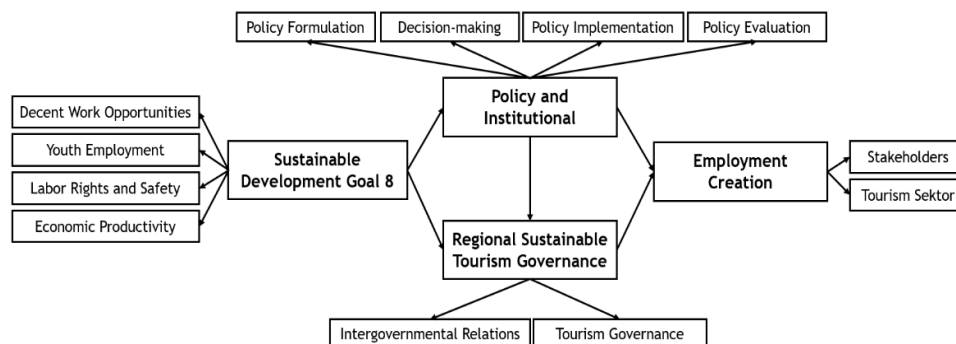 Policy Formulation
Decision-making
Policy Implementation
Policy Evaluation
Policy and
Institutional
Decent Work Opportunities
Youth Employment
Labor Rights and Safety
Economic Productivity
Sustainable
Development Goal 8
Employment
Creation
Stakeholders
Tourism Sektor
Regional Sustainable
Tourism Governance
Intergovernmental Relations
Tourism Governance